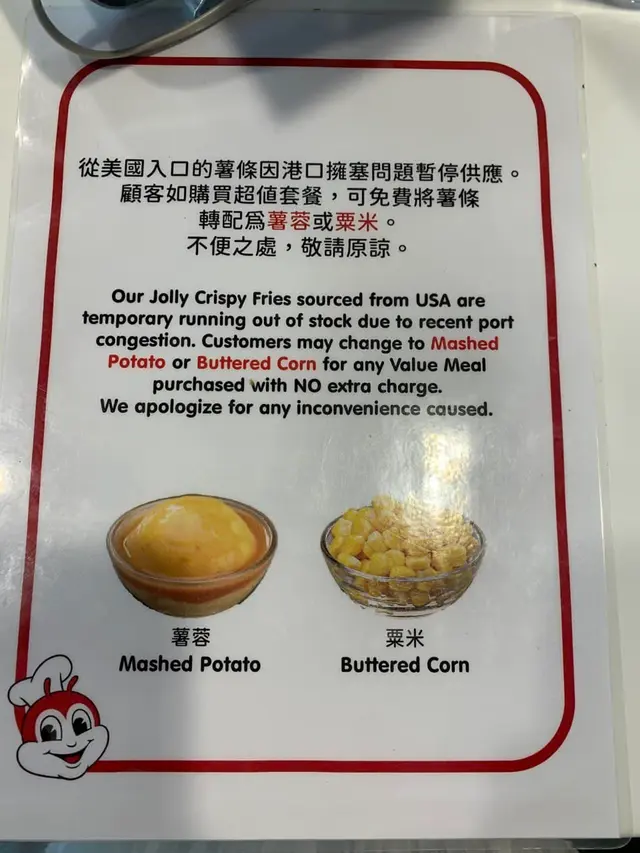 從美國入口的薯條因港口擁塞問題暫停供應。
顧客如購買超值套餐，可免費將薯條
轉配為薯蓉或粟米。
不便之處，敬請原諒。
Our Jolly Crispy Fries sourced from USA are
temporary running out of stock due to recent port
congestion. Customers may change to Mashed
Potato or Buttered Corn for any Value Meal
purchased with NO extra charge.
We apologize for any inconvenience caused.
薯蓉
Mashed Potato
粟米
Buttered Corn